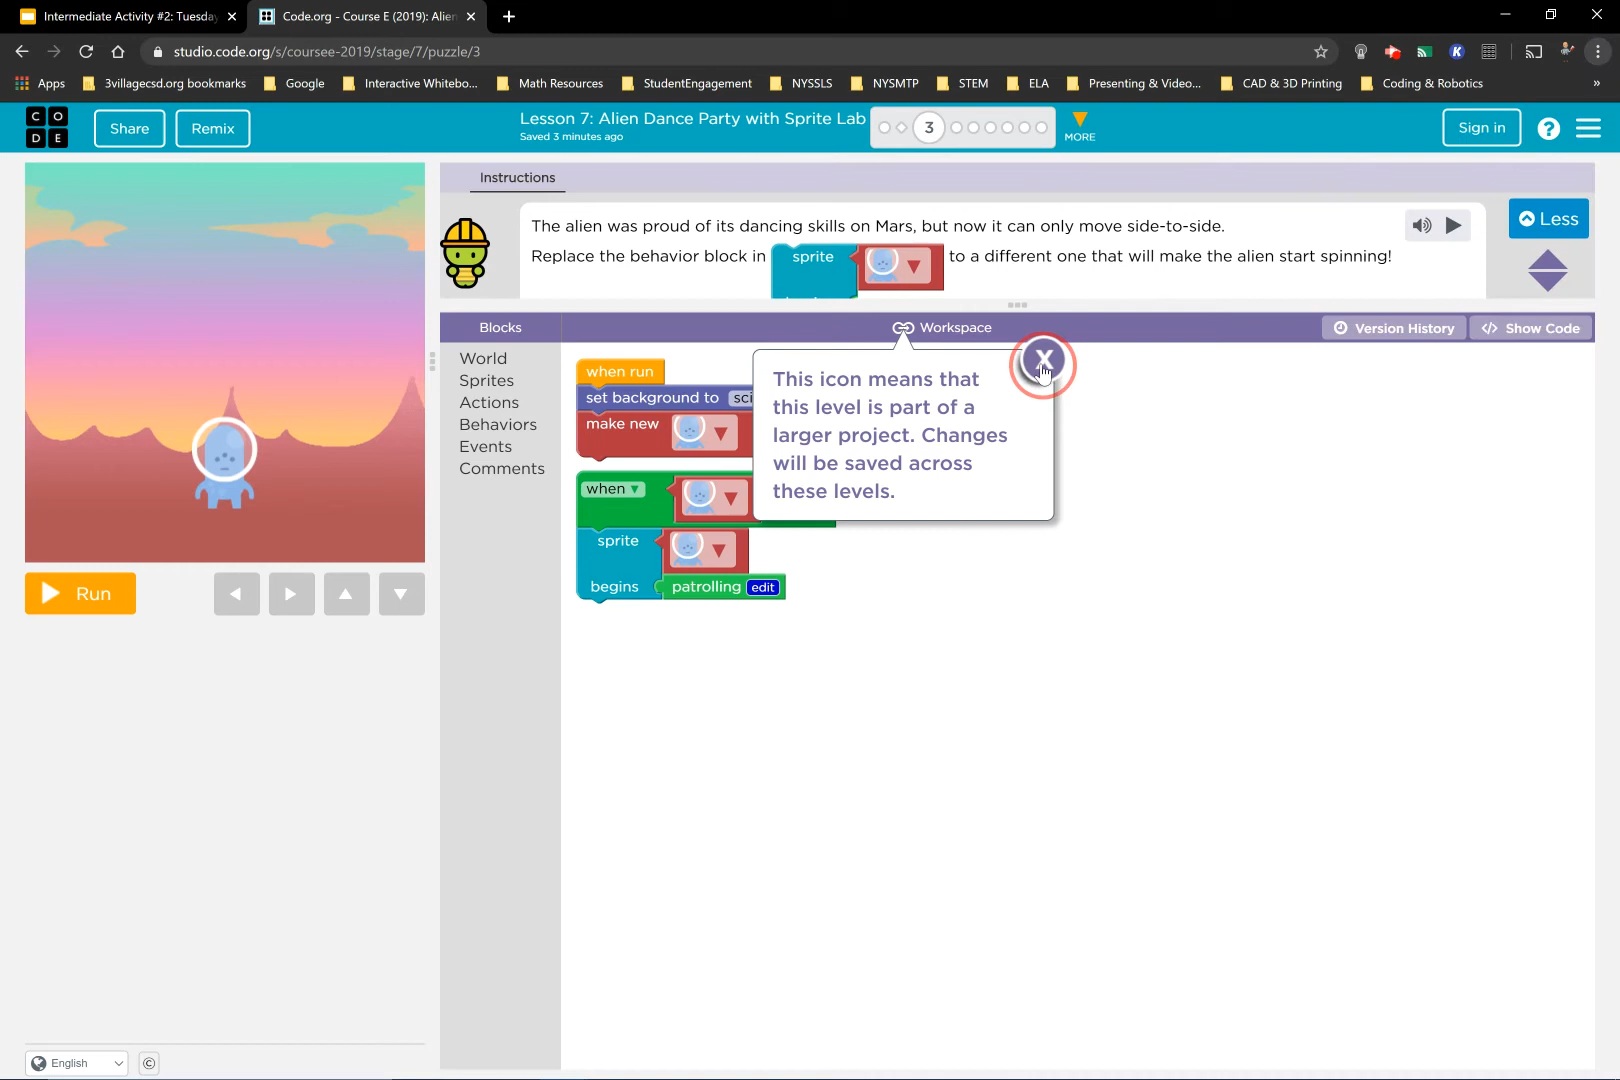 Intermediate Activity #2: Tuesday
Code.org - Course E (2019): Alien
studio.code.org/s/coursee-2019/stage/7/puzzle/3
Apps
3villagecsd.org bookmarks
Google
Interactive Whitebo...
Math Resources
StudentEngagement
NYSSLS
NYSMTP
STEM
ELA
Presenting & Video...
CAD & 3D Printing
Coding & Robotics
»
C O
D E
Share
Remix
Lesson 7: Alien Dance Party with Sprite Lab
Saved 3 minutes ago
3
MORE
Sign in
?
Instructions
The alien was proud of its dancing skills on Mars, but now it can only move side-to-side.
Replace the behavior block in sprite to a different one that will make the alien start spinning!
Less
Blocks
Workspace
Version History
Show Code
World
Sprites
Actions
Behaviors
Events
Comments
when run
set background to sci
make new
when
sprite
begins patrolling edit
X
This icon means that
this level is part of a
larger project. Changes
will be saved across
these levels.
Run
English
©